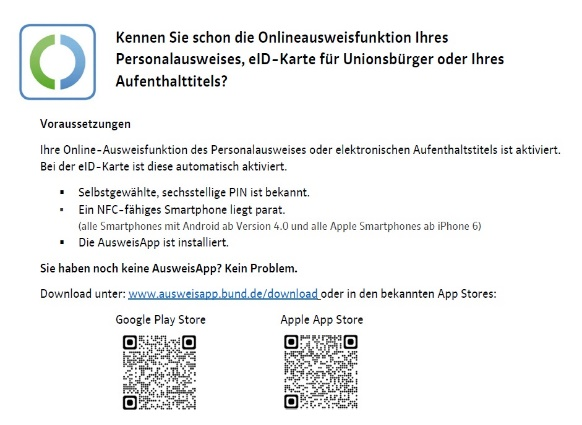 Kennen Sie schon die Onlineausweisfunktion Ihres
Personalausweises, eID-Karte für Unionsbürger oder Ihres
Aufenthalttitels?
Voraussetzungen
Ihre Online-Ausweisfunktion des Personalausweises oder elektronischen Aufenthaltstitels ist aktiviert.
Bei der eID-Karte ist diese automatisch aktiviert.
▪ Selbstgewählte, sechsstellige PIN ist bekannt.
▪ Ein NFC-fähiges Smartphone liegt parat.
(alle Smartphones mit Android ab Version 4.0 und alle Apple Smartphones ab iPhone 6)
▪ Die AusweisApp ist installiert.
Sie haben noch keine AusweisApp? Kein Problem.
Download unter: www.ausweisapp.bund.de/download oder in den bekannten App Stores:
Google Play Store
Apple App Store